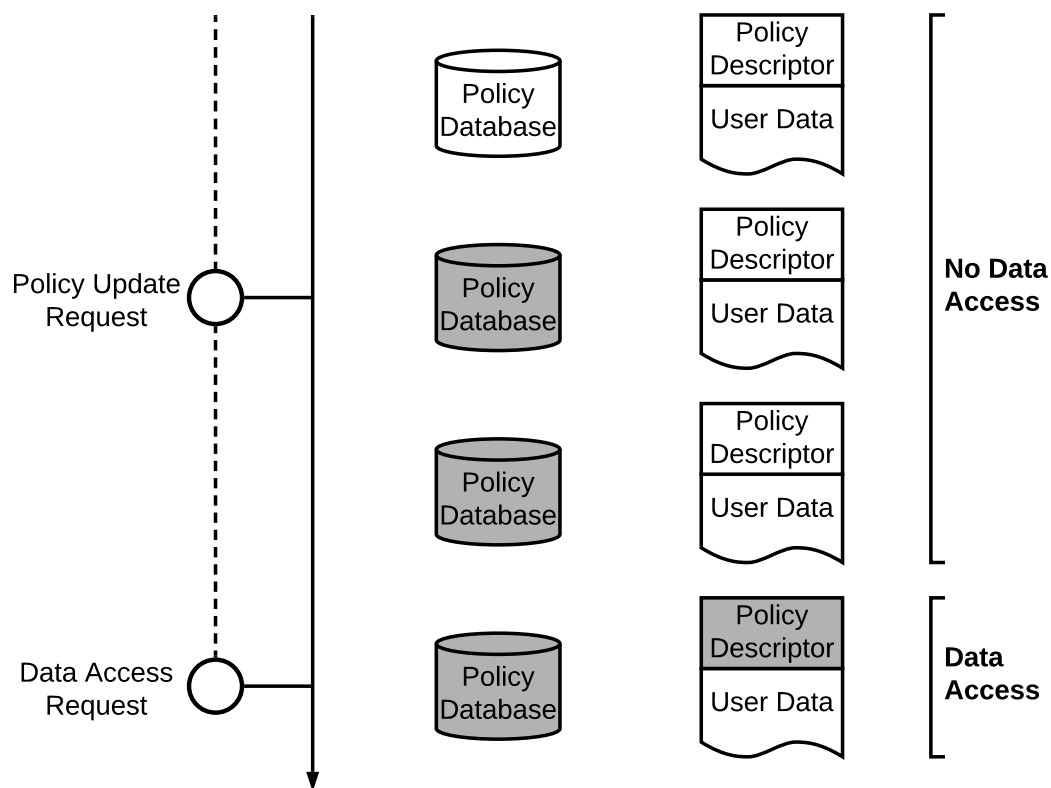 Policy
Descriptor
User Data
Policy
Database
Policy Update
Request
Policy
Database
Policy
Descriptor
User Data
No Data
Access
Policy
Database
Policy
Descriptor
User Data
Data Access
Request
Policy
Database
Policy
Descriptor
User Data
Data
Access